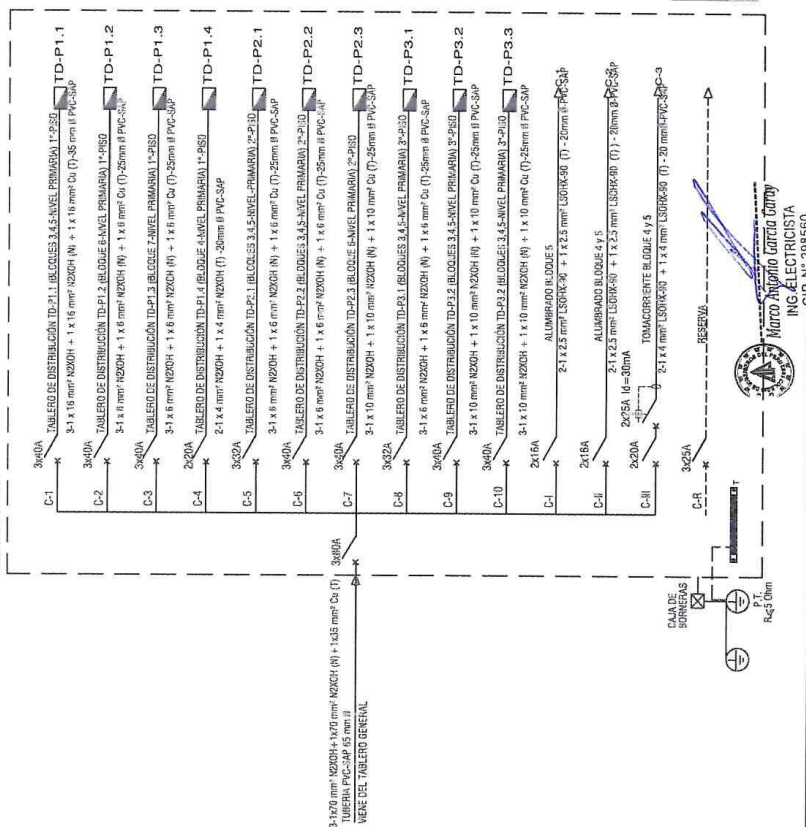 3-1x70 mm² N2XOH + 1x70 mm² N2XOH (N) + 1x35 mm² Cu (T)
TUBERIA PVC-SAP 65 mm Ø
VIENE DEL TABLERO GENERAL
3x80A
C-1
3x40A
TABLERO DE DISTRIBUCIÓN TD-P1.1 (BLOQUES 3,4,5-NIVEL PRIMARIA) 1°-PISO
3-1 x 16 mm² N2XOH (N) + 1 x 16 mm² Cu (T)-35 mm Ø PVC-SAP
TD-P1.1
C-2
3x40A
TABLERO DE DISTRIBUCIÓN TD-P1.2 (BLOQUE 6-NIVEL PRIMARIA) 1°-PISO
3-1 x 6 mm² N2XOH + 1 x 6 mm² N2XOH (N) + 1 x 6 mm² Cu (T)-25mm Ø PVC-SAP
TD-P1.2
C-3
3x40A
TABLERO DE DISTRIBUCIÓN TD-P1.3 (BLOQUE 7-NIVEL PRIMARIA) 1°-PISO
3-1 x 6 mm² N2XOH + 1 x 6 mm² N2XOH (N) + 1 x 6 mm² Cu (T)-25mm Ø PVC-SAP
TD-P1.3
C-4
2x20A
TABLERO DE DISTRIBUCIÓN TD-P1.4 (BLOQUE 4-NIVEL PRIMARIA) 1°-PISO
2-1 x 4 mm² N2XOH + 1 x 4 mm² N2XOH (T) -20mm Ø PVC-SAP
TD-P1.4
C-5
3x32A
TABLERO DE DISTRIBUCIÓN TD-P2.1 (BLOQUES 3,4,5-NIVEL-PRIMARIA) 2°-PISO
3-1 x 6 mm² N2XOH + 1 x 6 mm² N2XOH (N) + 1 x 6 mm² Cu (T)-25mm Ø PVC-SAP
TD-P2.1
C-6
3x40A
TABLERO DE DISTRIBUCIÓN TD-P2.2 (BLOQUES 3,4,5-NIVEL PRIMARIA) 2°-PISO
3-1 x 6 mm² N2XOH + 1 x 6 mm² N2XOH (N) + 1 x 6 mm² Cu (T)-25mm Ø PVC-SAP
TD-P2.2
C-7
3x40A
TABLERO DE DISTRIBUCIÓN TD-P2.3 (BLOQUE 6-NIVEL PRIMARIA) 2°-PISO
3-1 x 10 mm² N2XOH + 1 x 10 mm² N2XOH (N) + 1 x 10 mm² Cu (T)-25mm Ø PVC-SAP
TD-P2.3
C-8
3x32A
TABLERO DE DISTRIBUCIÓN TD-P3.1 (BLOQUES 3,4,5-NIVEL PRIMARIA) 3°-PISO
3-1 x 6 mm² N2XOH + 1 x 6 mm² N2XOH (N) + 1 x 6 mm² Cu (T)-25mm Ø PVC-SAP
TD-P3.1
C-9
3x40A
TABLERO DE DISTRIBUCIÓN TD-P3.2 (BLOQUES 3,4,5-NIVEL PRIMARIA) 3°-PISO
3-1 x 10 mm² N2XOH + 1 x 10 mm² N2XOH (N) + 1 x 10 mm² Cu (T)-25mm Ø PVC-SAP
TD-P3.2
C-10
3x40A
TABLERO DE DISTRIBUCIÓN TD-P3.2 (BLOQUES 3,4,5-NIVEL PRIMARIA) 3°-PISO
3-1 x 10 mm² N2XOH + 1 x 10 mm² N2XOH (N) + 1 x 10 mm² Cu (T)-25mm Ø PVC-SAP
TD-P3.3
C-I
2x16A
ALUMBRADO BLOQUE 5
2-1 x 2.5 mm² LSOHX-90 + 1 x 2.5 mm² LSOHX-90 (T) - 20mm Ø PVC-SAP
C-1
C-Ii
2x16A
ALUMBRADO BLOQUE 4 y 5
2-1 x 2.5 mm² LSOHX-90 + 1 x 2.5 mm² LSOHX-90 (T) - 20mm Ø PVC-SAP
C-2
C-III
2x20A
2x25A Id=30mA
TOMACORRIENTE BLOQUE 4 y 5
2-1 x 4 mm² LSOHX-90 + 1 x 4 mm² LSOHX-90 (T) - 20 mm Ø PVC-SAP
C-3
C-R
3x25A
RESERVA
T
CAJA DE
BORNERAS
P.T.
R≤5 Ohm
Marco Antonio Garcia
ING. ELECTRICISTA
CIP. N° 208560